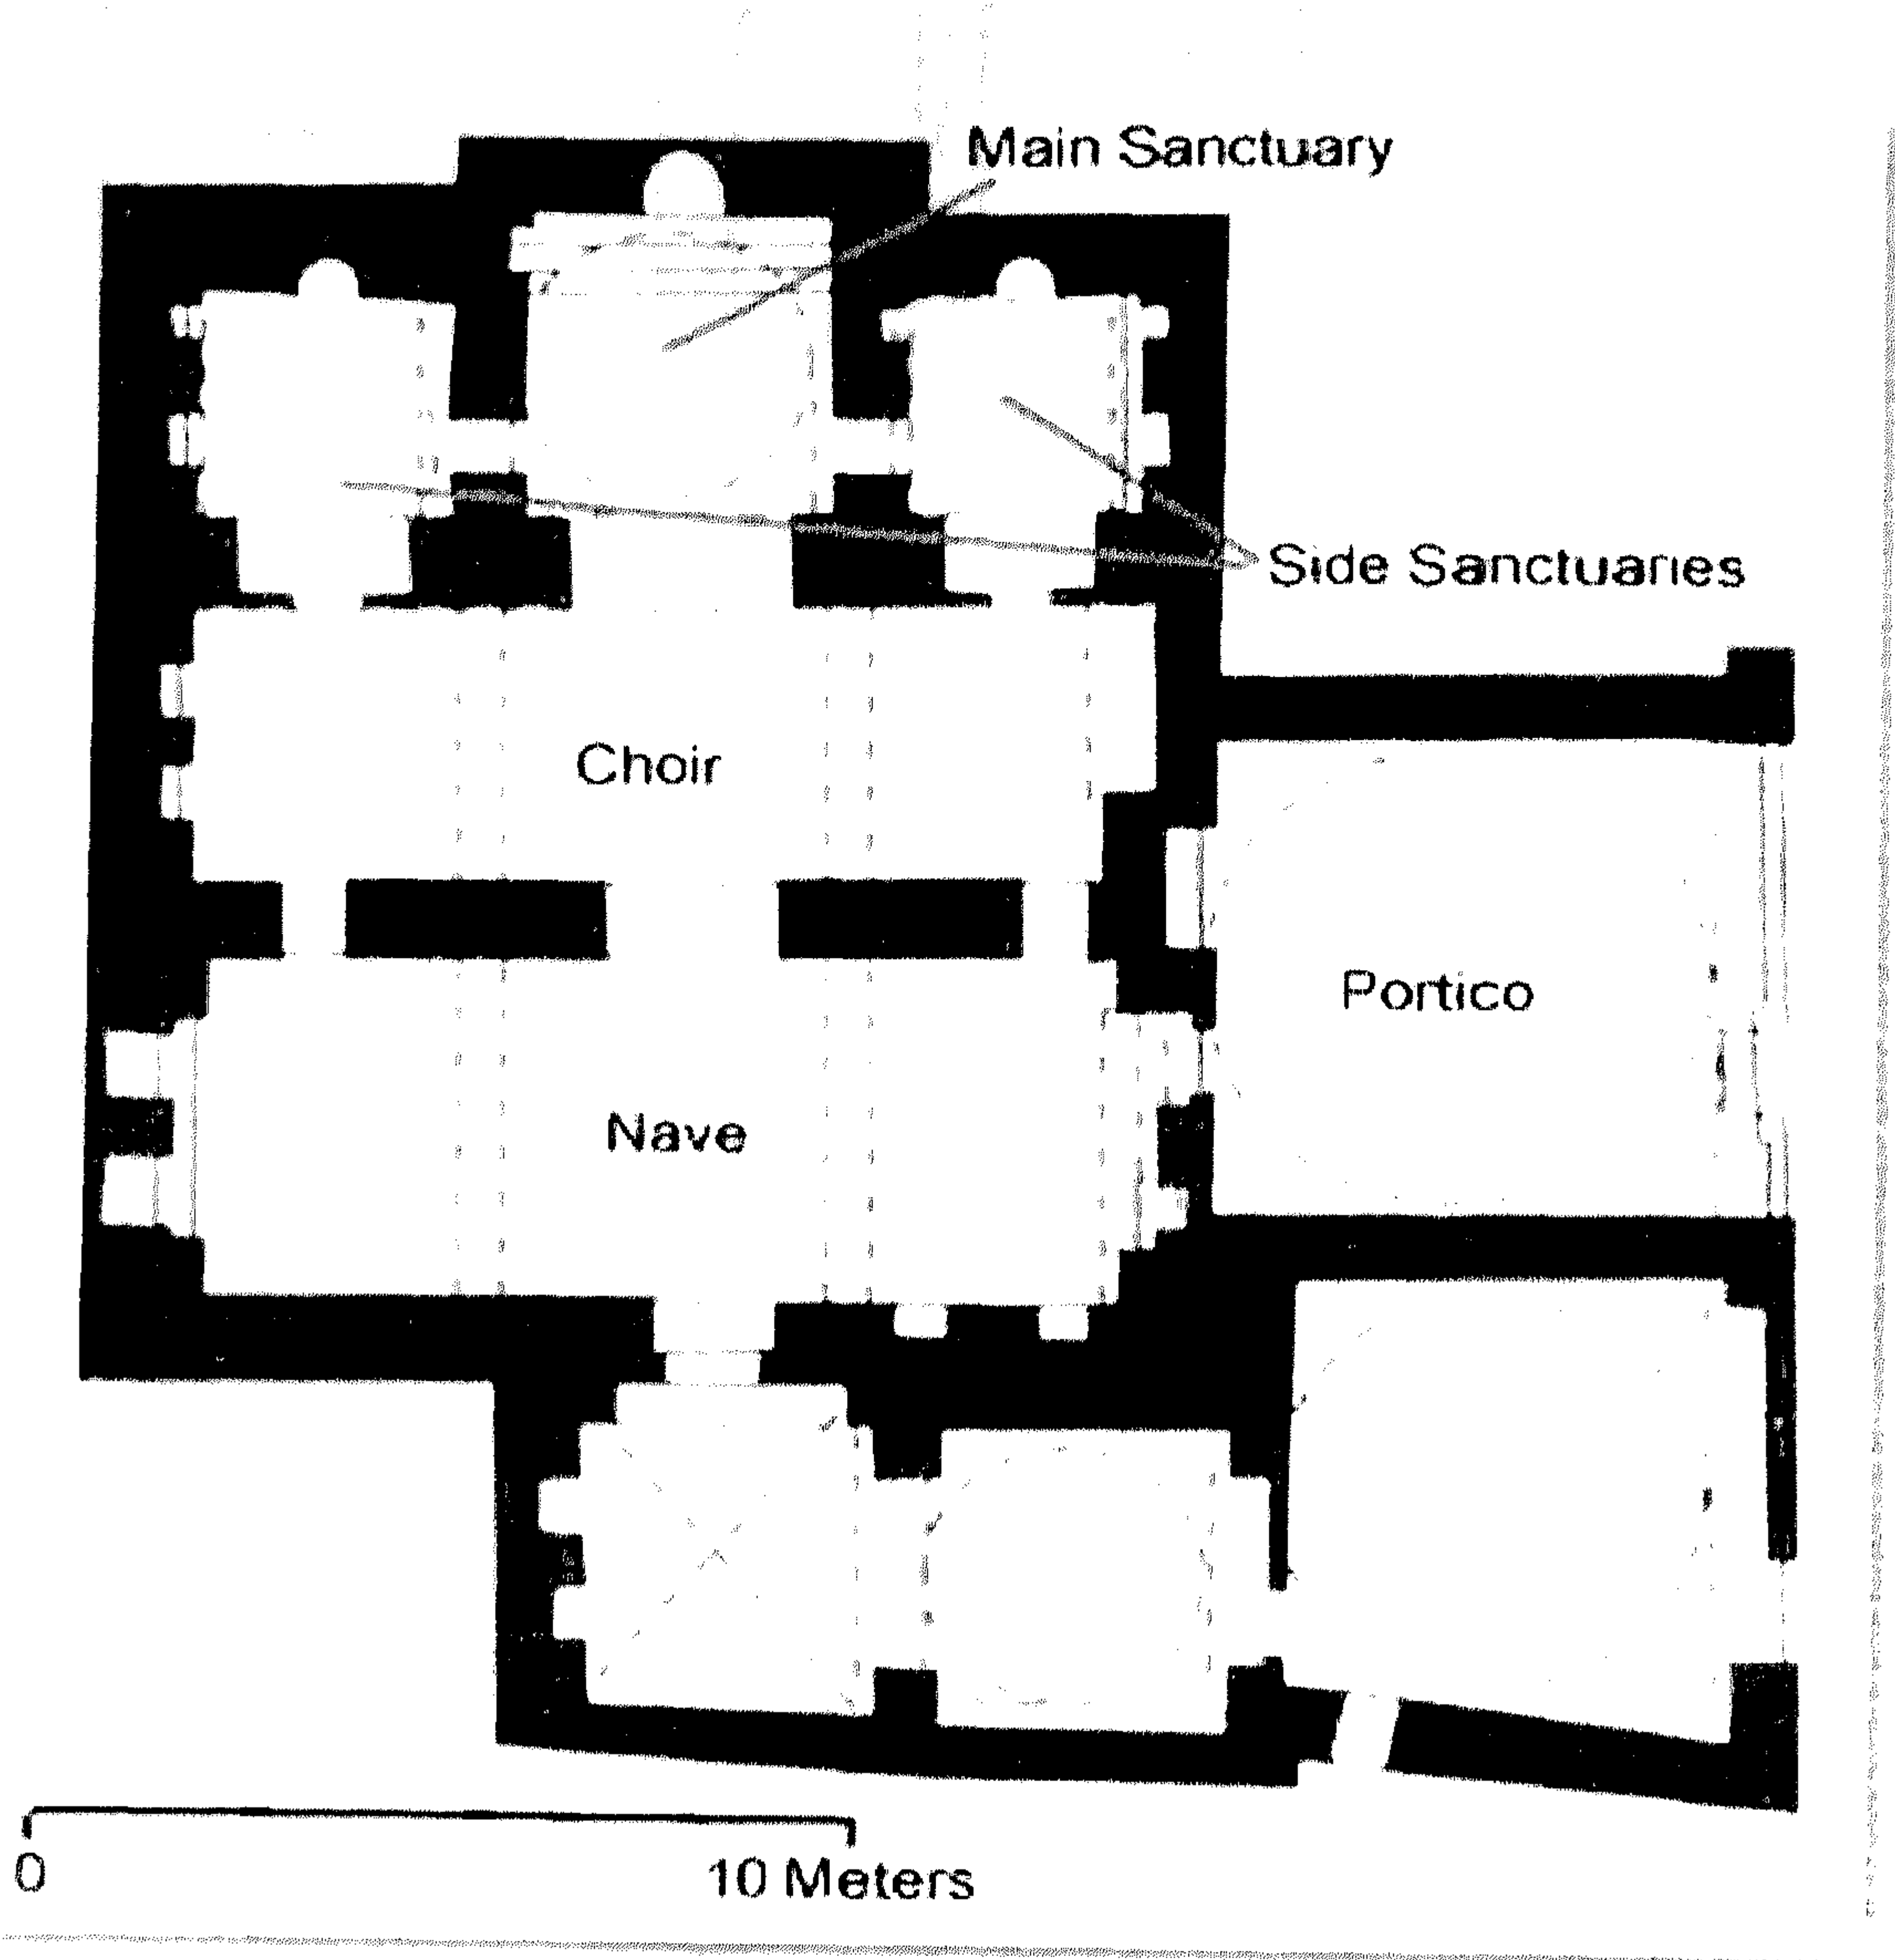 Main Sanctuary
Side Sanctuaries
Choir
Portico
Nave
0
10 Meters